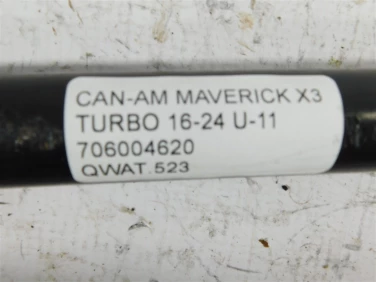 CAN-AM MAVERICK X3
TURBO 16-24 U-11
706004620
QWAT.523